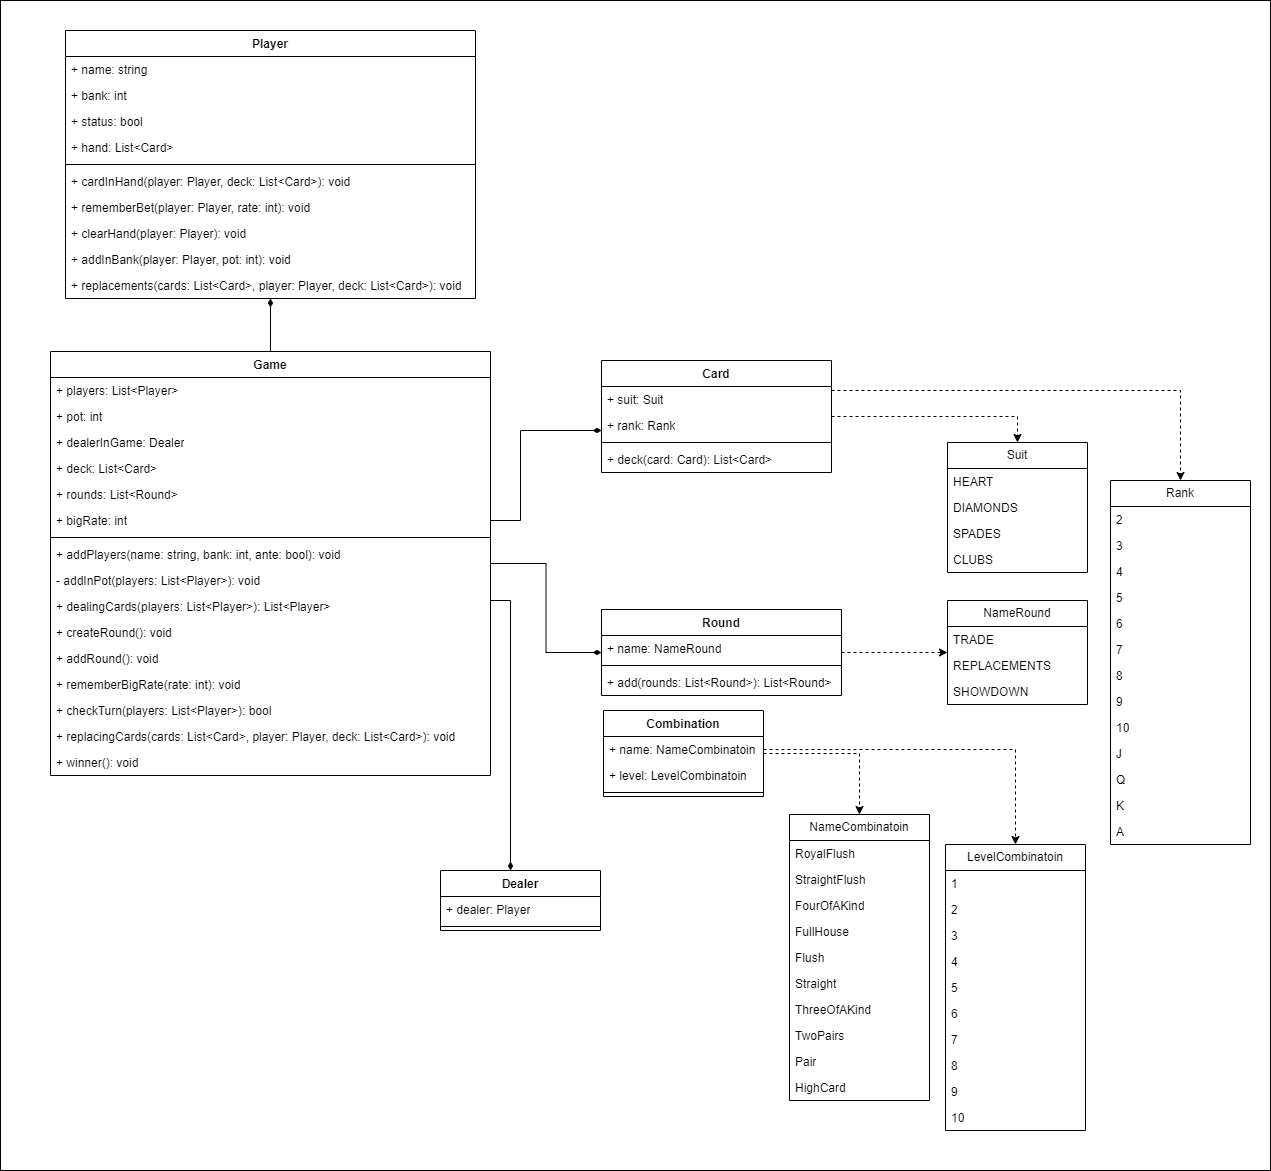 Player
+ name: string
+ bank: int
+ status: bool
+ hand: List<Card>
+ cardInHand(player: Player, deck: List<Card>): void
+ rememberBet(player: Player, rate: int): void
+ clearHand(player: Player): void
+ addInBank(player: Player, pot: int): void
+ replacements(cards: List<Card>, player: Player, deck: List<Card>): void
Game
+ players: List<Player>
+ pot: int
+ dealerInGame: Dealer
+ deck: List<Card>
+ rounds: List<Round>
+ bigRate: int
+ addPlayers(name: string, bank: int, ante: bool): void
- addInPot(players: List<Player>): void
+ dealingCards(players: List<Player>): List<Player>
+ createRound(): void
+ addRound(): void
+ rememberBigRate(rate: int): void
+ checkTurn(players: List<Player>): bool
+ replacingCards(cards: List<Card>, player: Player, deck: List<Card>): void
+ winner(): void
Card
+ suit: Suit
+ rank: Rank
+ deck(card: Card): List<Card>
Suit
HEART
DIAMONDS
SPADES
CLUBS
Rank
2
3
4
5
6
7
8
9
10
J
Q
K
A
Round
+ name: NameRound
+ add(rounds: List<Round>): List<Round>
NameRound
TRADE
REPLACEMENTS
SHOWDOWN
Combination
+ name: NameCombinatoin
+ level: LevelCombinatoin
NameCombinatoin
RoyalFlush
StraightFlush
FourOfAKind
FullHouse
Flush
Straight
ThreeOfAKind
TwoPairs
Pair
HighCard
LevelCombinatoin
1
2
3
4
5
6
7
8
9
10
Dealer
+ dealer: Player